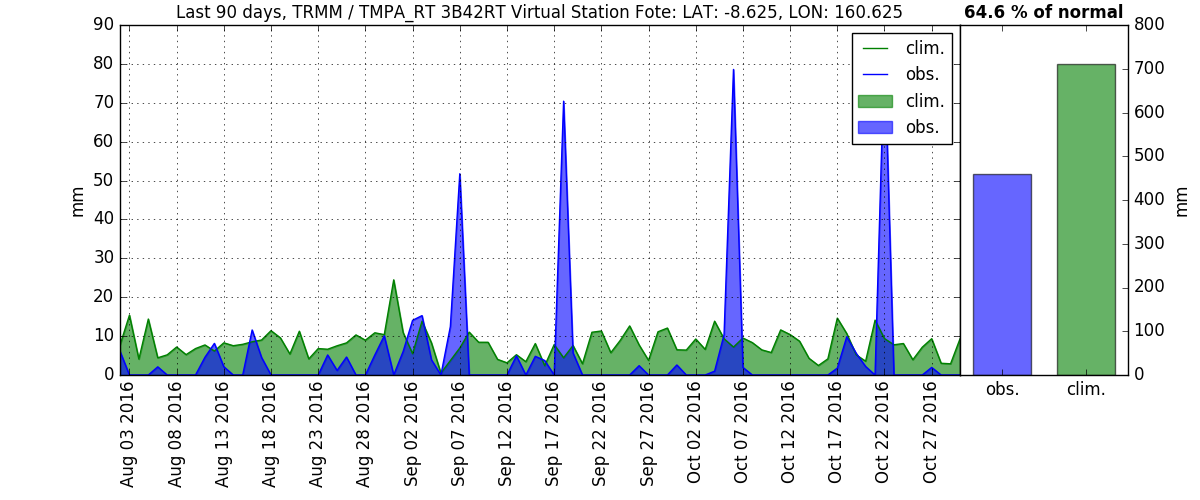 Last 90 days, TRMM / TMPA_RT 3B42RT Virtual Station Fote: LAT: -8.625, LON: 160.625
64.6 % of normal
90
80
70
60
50
40
30
20
10
0
mm
clim.
obs.
clim.
obs.
Aug 03 2016
Aug 08 2016
Aug 13 2016
Aug 18 2016
Aug 23 2016
Aug 28 2016
Sep 02 2016
Sep 07 2016
Sep 12 2016
Sep 17 2016
Sep 22 2016
Sep 27 2016
Oct 02 2016
Oct 07 2016
Oct 12 2016
Oct 17 2016
Oct 22 2016
Oct 27 2016
800
700
600
500
400
300
200
100
0
mm
obs.
clim.